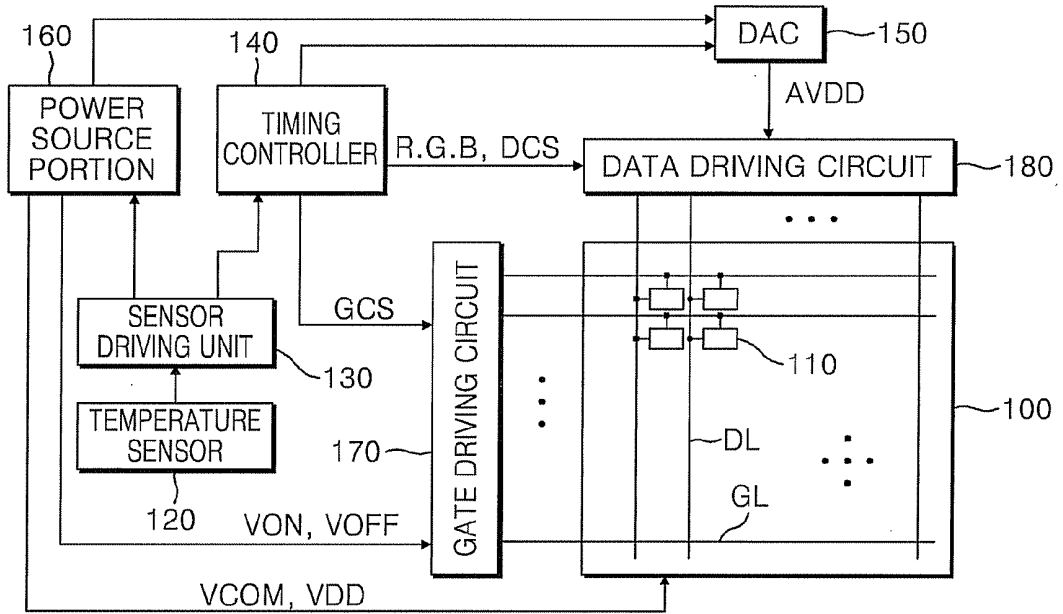 160
140
DAC
150
POWER
SOURCE
PORTION
TIMING
CONTROLLER
AVDD
R.G.B, DCS
DATA DRIVING CIRCUIT
180
SENSOR
DRIVING UNIT
130
GCS
GATE DRIVING CIRCUIT
110
TEMPERATURE
SENSOR
120
170
100
DL
GL
VON, VOFF
VCOM, VDD